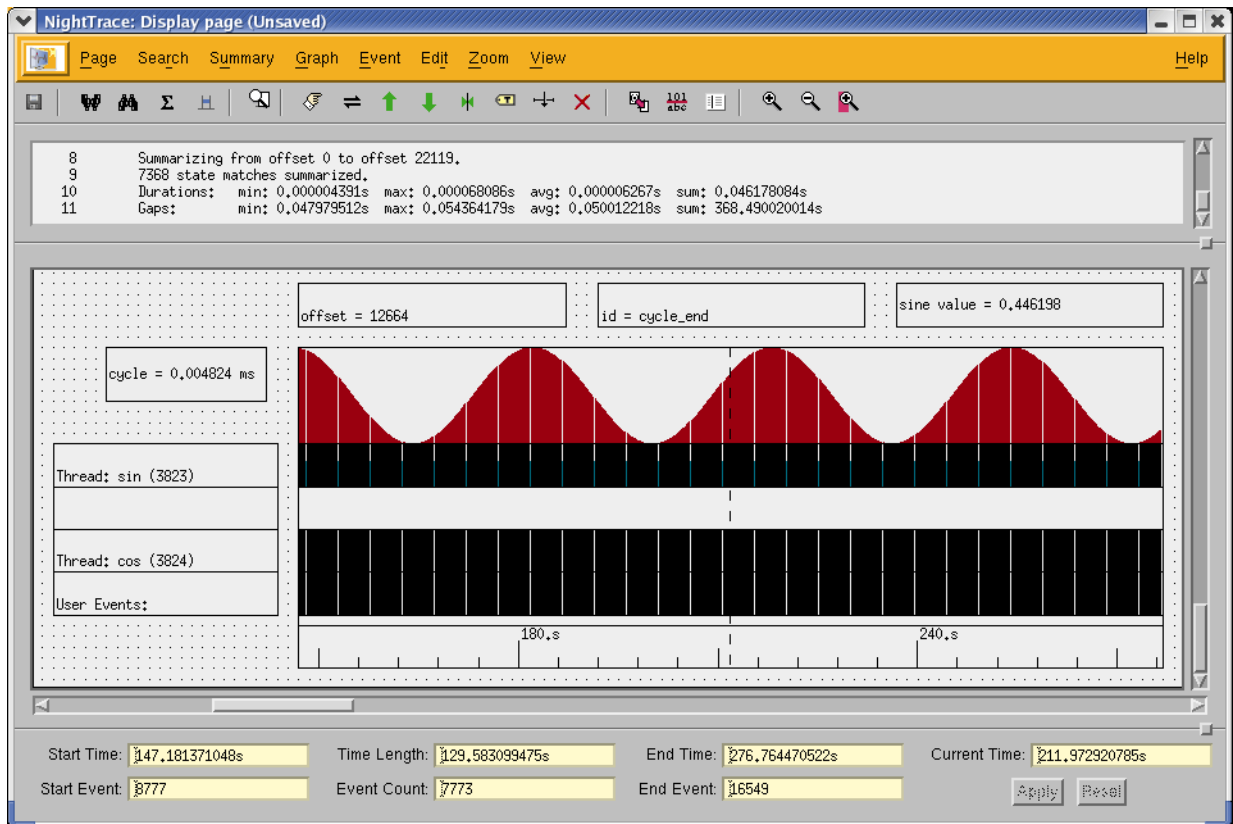 NightTrace: Display page (Unsaved)
Page Search Summary Graph Event Edit Zoom View Help
Σ T 101 abc
8 Summarizing from offset 0 to offset 22119.
9 7368 state matches summarized.
10 Durations: min: 0.000004391s max: 0.000068086s avg: 0.000006267s sum: 0.046178084s
11 Gaps: min: 0.047979512s max: 0.054364179s avg: 0.050012218s sum: 368.490020014s
offset = 12664 id = cycle_end sine value = 0.446198
cycle = 0.004824 ms
Thread: sin (3823)
Thread: cos (3824)
User Events:
180.s 240.s
Start Time: 147.181371048s Time Length: 129.583099475s End Time: 276.764470522s Current Time: 211.972920785s
Start Event: 8777 Event Count: 7773 End Event: 16549 Apply Reset